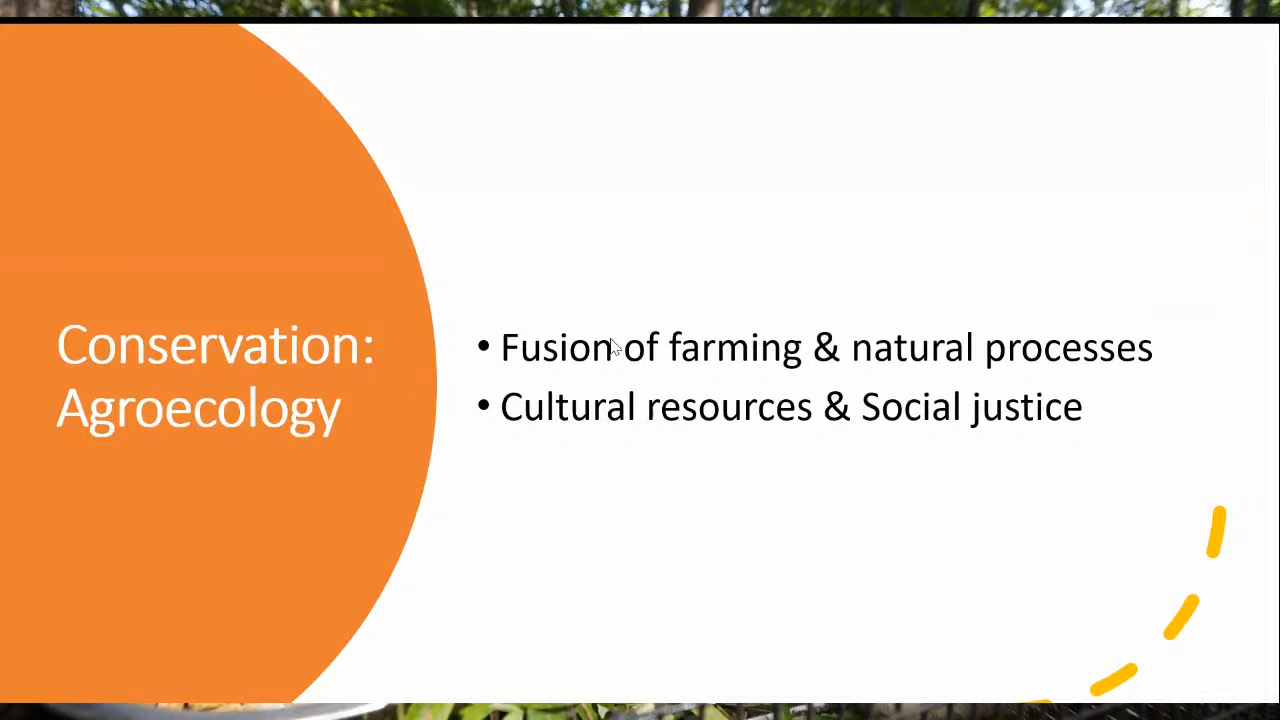 Conservation:
Agroecology
• Fusion of farming & natural processes
• Cultural resources & Social justice